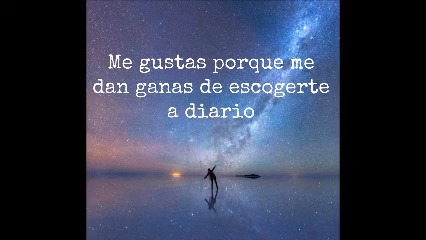 Me gustas porque me
dan ganas de escogerte
a diario